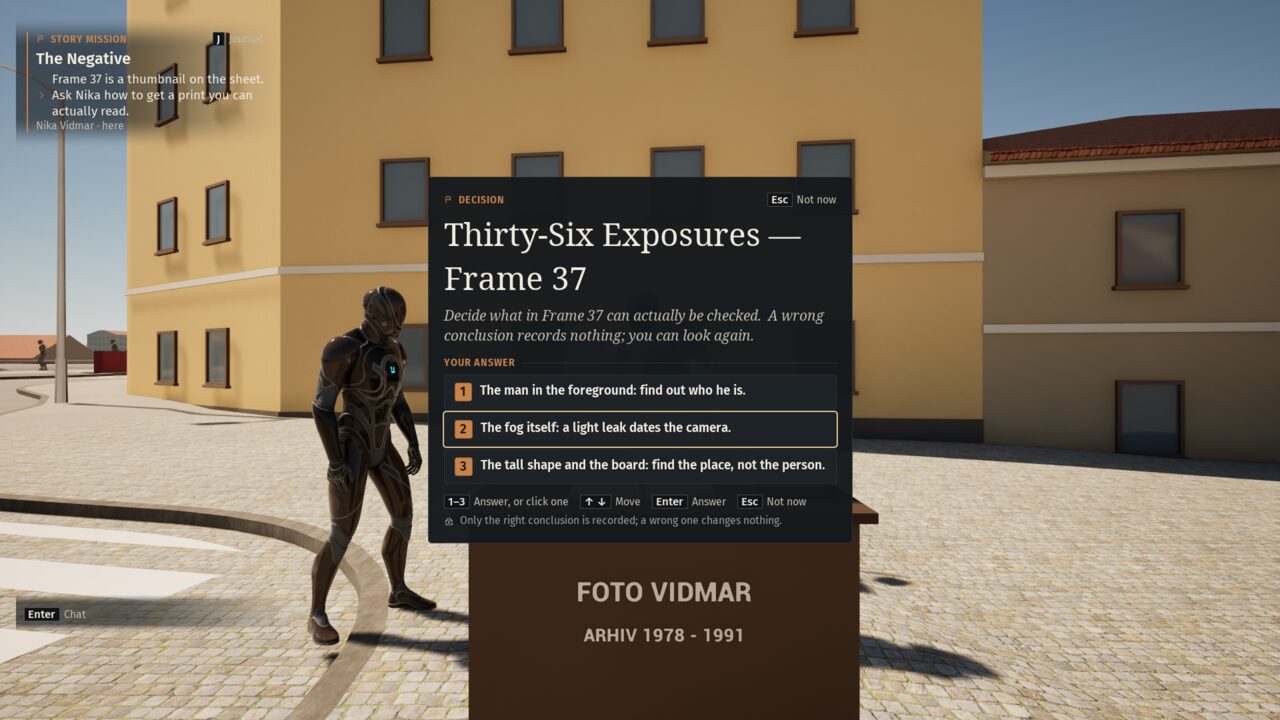 STORY MISSION
J Journal
The Negative
Frame 37 is a thumbnail on the sheet.
› Ask Nika how to get a print you can
actually read.
Nika Vidmar · here
DECISION
Esc Not now
Thirty-Six Exposures —
Frame 37
Decide what in Frame 37 can actually be checked. A wrong
conclusion records nothing; you can look again.
YOUR ANSWER
1 The man in the foreground: find out who he is.
2 The fog itself: a light leak dates the camera.
3 The tall shape and the board: find the place, not the person.
1–3 Answer, or click one ↑ ↓ Move Enter Answer Esc Not now
Only the right conclusion is recorded; a wrong one changes nothing.
FOTO VIDMAR
ARHIV 1978 - 1991
Enter Chat